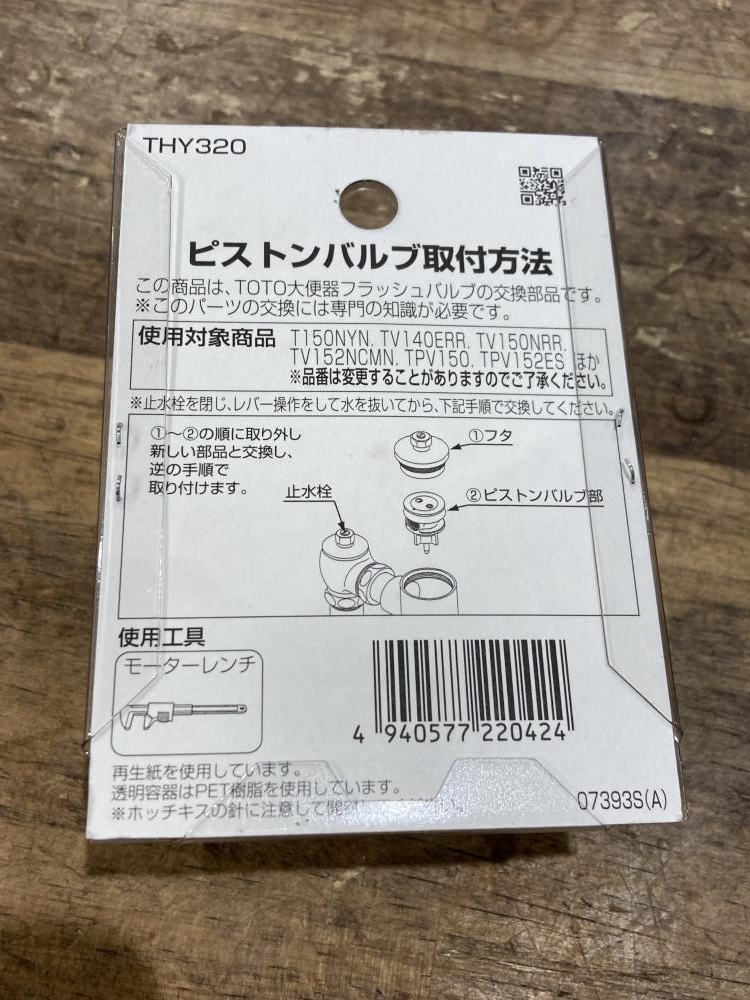 THY320
ピストンバルブ取付方法
この商品は、TOTO大便器フラッシュバルブの交換部品です。
※このパーツの交換には専門の知識が必要です。
使用対象商品
T150NYN. TV140ERR. TV150NRR.
TV152NCMN. TPV150. TPV152ES ほか
※品番は変更することがありますのでご了承ください。
※止水栓を閉じ、レバー操作をして水を抜いてから、下記手順で交換してください。
①〜②の順に取り外し
新しい部品と交換し、
逆の手順で
取り付けます。
①フタ
止水栓
②ピストンバルブ部
使用工具
モーターレンチ
4 940577 220424
再生紙を使用しています。
透明容器はPET樹脂を使用しています。
※ホッチキスの針に注意して開封
07393S(A)